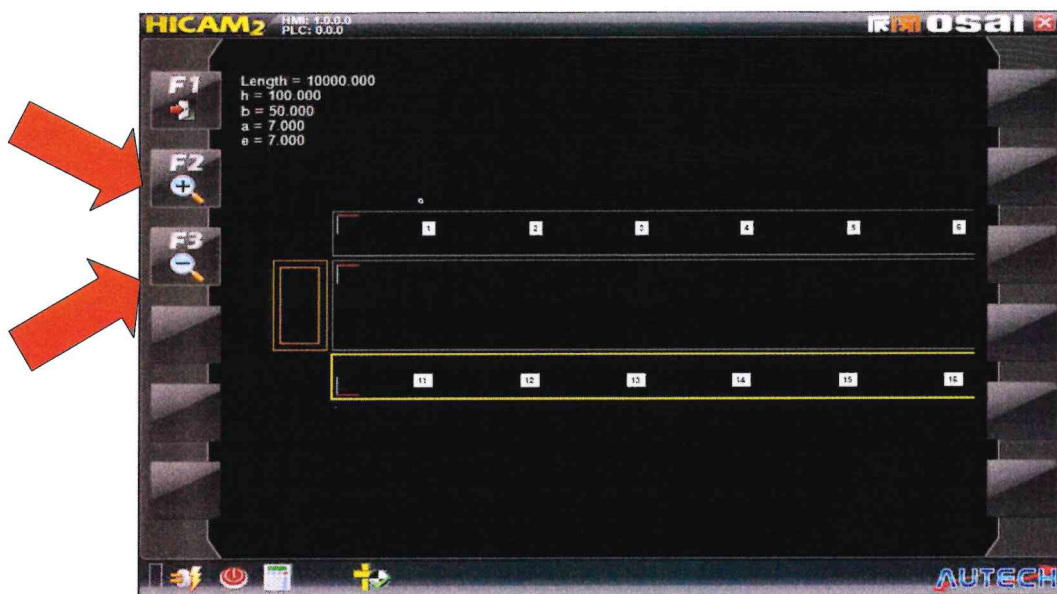 HICAM2 HMI: 1.0.0.0
PLC: 0.0.0
osai
F1
F2
F3
Length = 10000.000
h = 100.000
b = 50.000
a = 7.000
e = 7.000
1 2 3 4 5 6
11 12 13 14 15 16
AUTECH